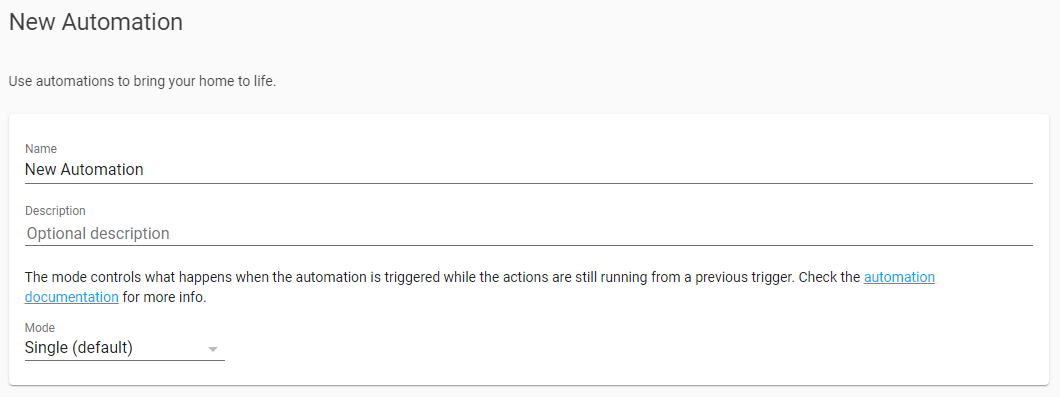 New Automation
Use automations to bring your home to life.
Name
New Automation
Description
Optional description
The mode controls what happens when the automation is triggered while the actions are still running from a previous trigger. Check the automation
documentation for more info.
Mode
Single (default)